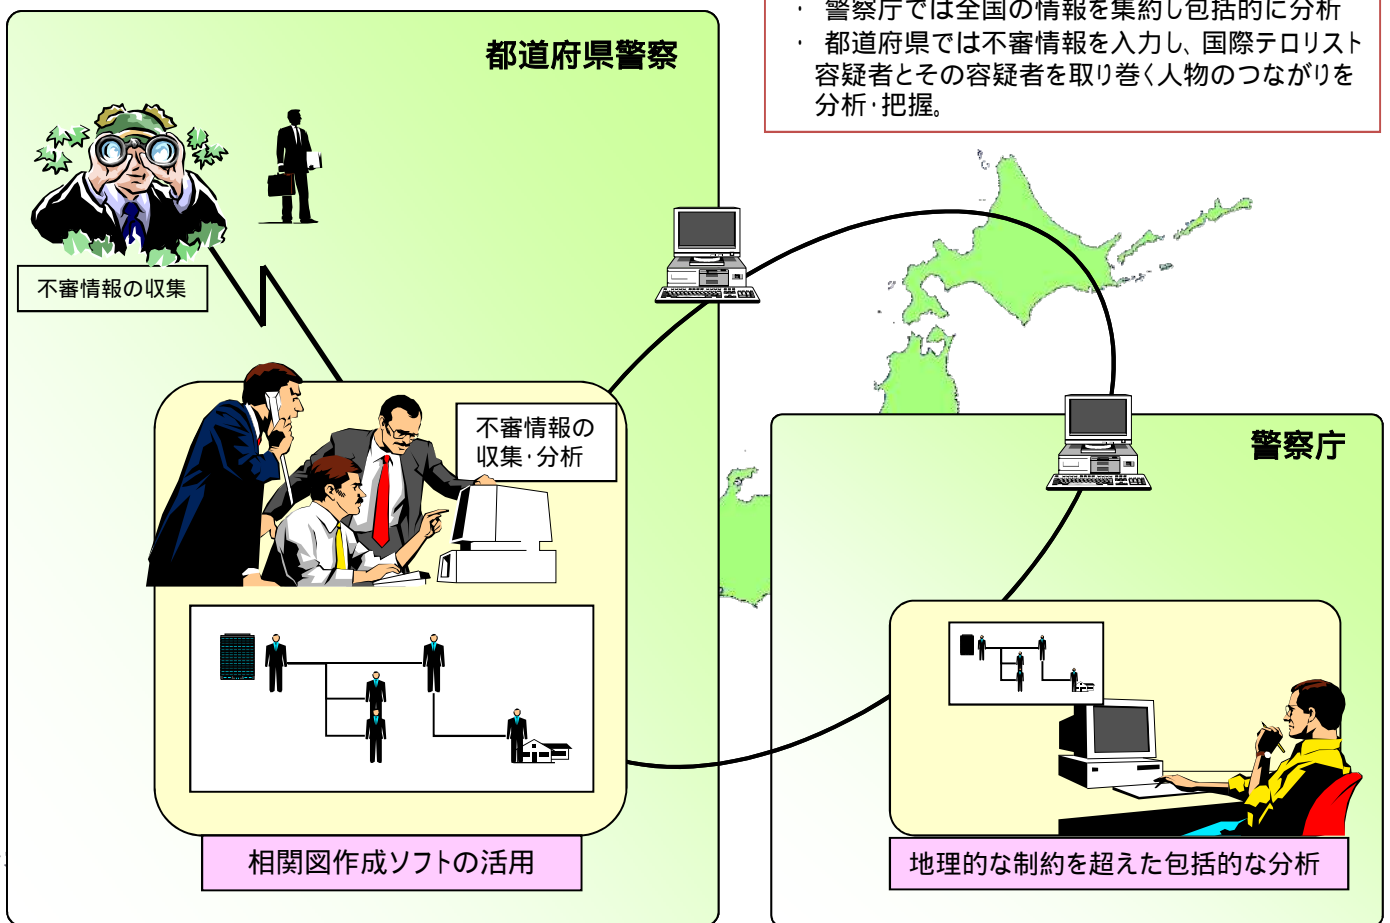 ・ 警察庁では全国の情報を集約し包括的に分析
・ 都道府県では不審情報を入力し、国際テロリスト
容疑者とその容疑者を取り巻く人物のつながりを
分析・把握。
都道府県警察
不審情報の収集
不審情報の
収集・分析
相関図作成ソフトの活用
警察庁
地理的な制約を超えた包括的な分析